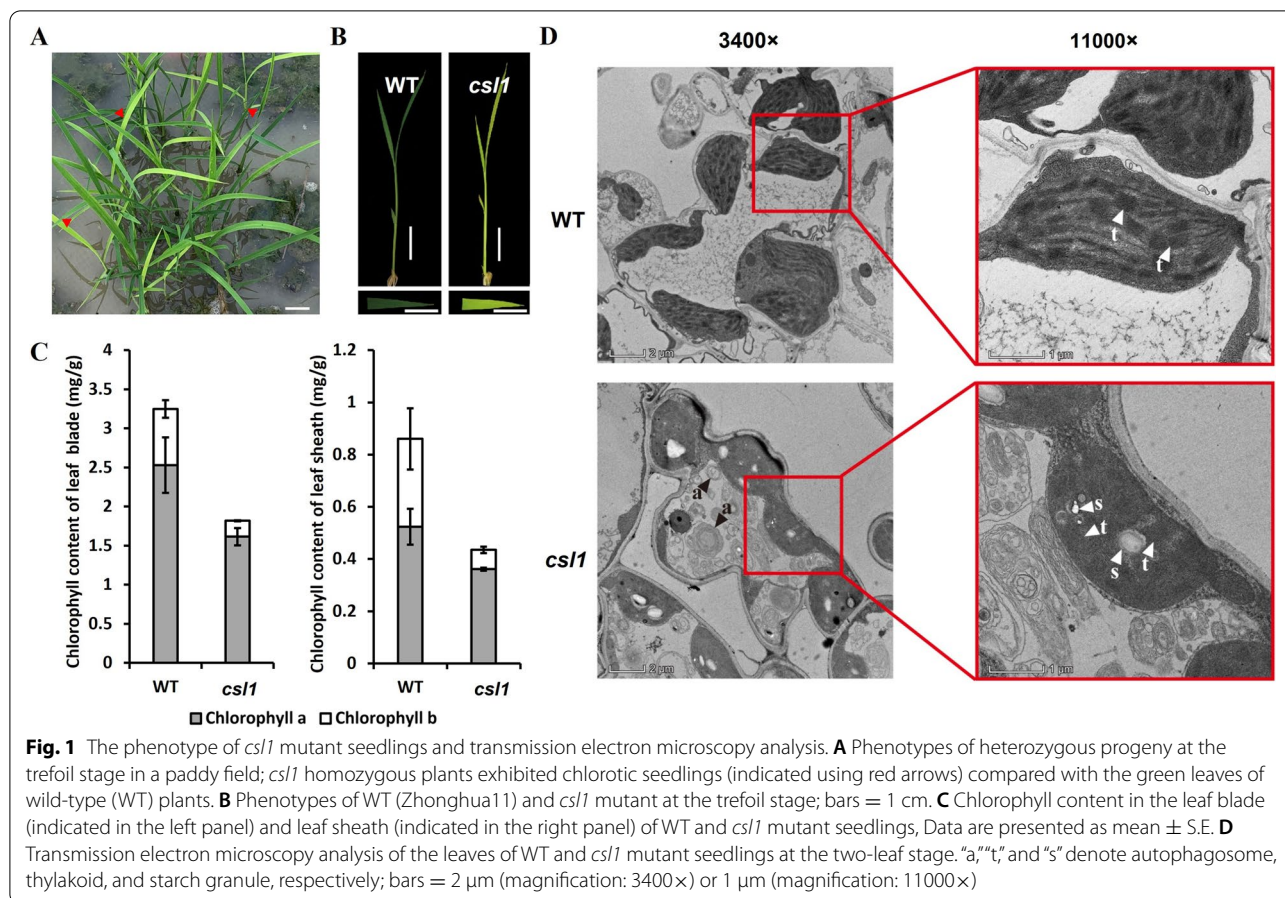 A
B
WT
csl1
D
3400×
11000×
WT
t
t
2 μm
1 μm
csl1
a
a
s
t
s
t
2 μm
1 μm
C
Chlorophyll content of leaf blade (mg/g)
4
3.5
3
2.5
2
1.5
1
0.5
0
WT
csl1
Chlorophyll content of leaf sheath (mg/g)
1.2
1
0.8
0.6
0.4
0.2
0
WT
csl1
Chlorophyll a
Chlorophyll b
Fig. 1 The phenotype of csl1 mutant seedlings and transmission electron microscopy analysis. A Phenotypes of heterozygous progeny at the
trefoil stage in a paddy field; csl1 homozygous plants exhibited chlorotic seedlings (indicated using red arrows) compared with the green leaves of
wild-type (WT) plants. B Phenotypes of WT (Zhonghua11) and csl1 mutant at the trefoil stage; bars = 1 cm. C Chlorophyll content in the leaf blade
(indicated in the left panel) and leaf sheath (indicated in the right panel) of WT and csl1 mutant seedlings, Data are presented as mean ± S.E. D
Transmission electron microscopy analysis of the leaves of WT and csl1 mutant seedlings at the two-leaf stage. “a,” “t,” and “s” denote autophagosome,
thylakoid, and starch granule, respectively; bars = 2 μm (magnification: 3400×) or 1 μm (magnification: 11000×)